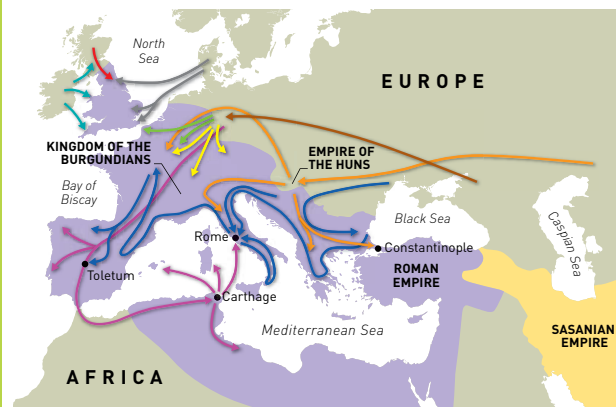 North
Sea
EUROPE
KINGDOM OF THE
BURGUNDIANS
EMPIRE OF
THE HUNS
Bay of
Biscay
Black Sea
Caspian Sea
Rome
Constantinople
Toletum
ROMAN
EMPIRE
Carthage
Mediterranean Sea
SASANIAN
EMPIRE
AFRICA